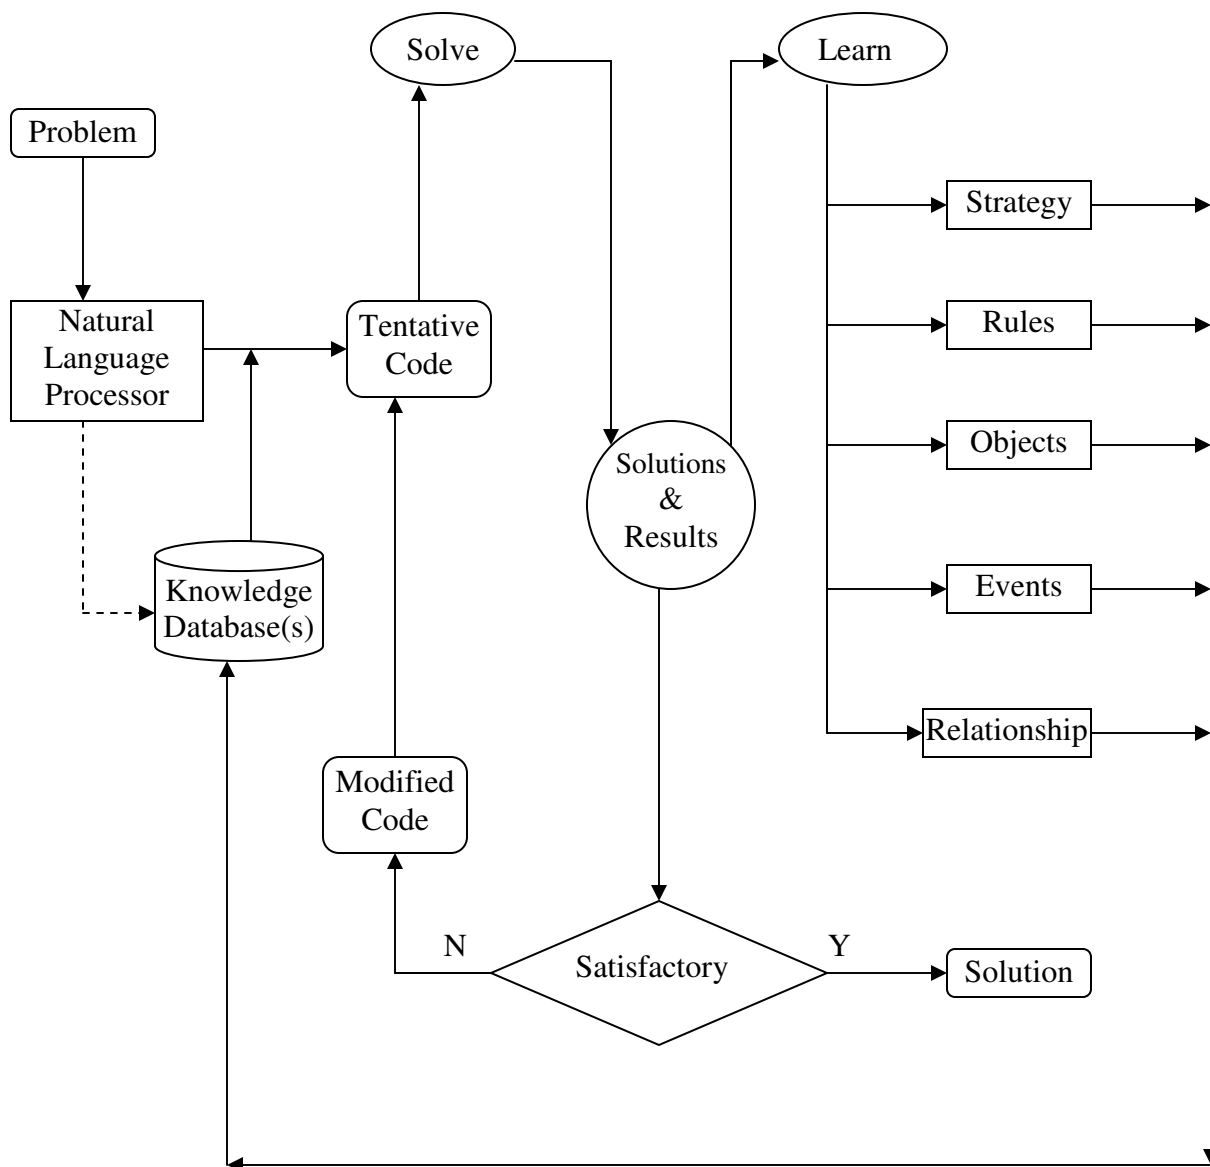 Solve
Learn
Problem
Strategy
Natural
Language
Processor
Tentative
Code
Rules
Objects
Solutions
&
Results
Knowledge
Database(s)
Events
Relationship
Modified
Code
N
Satisfactory
Y
Solution